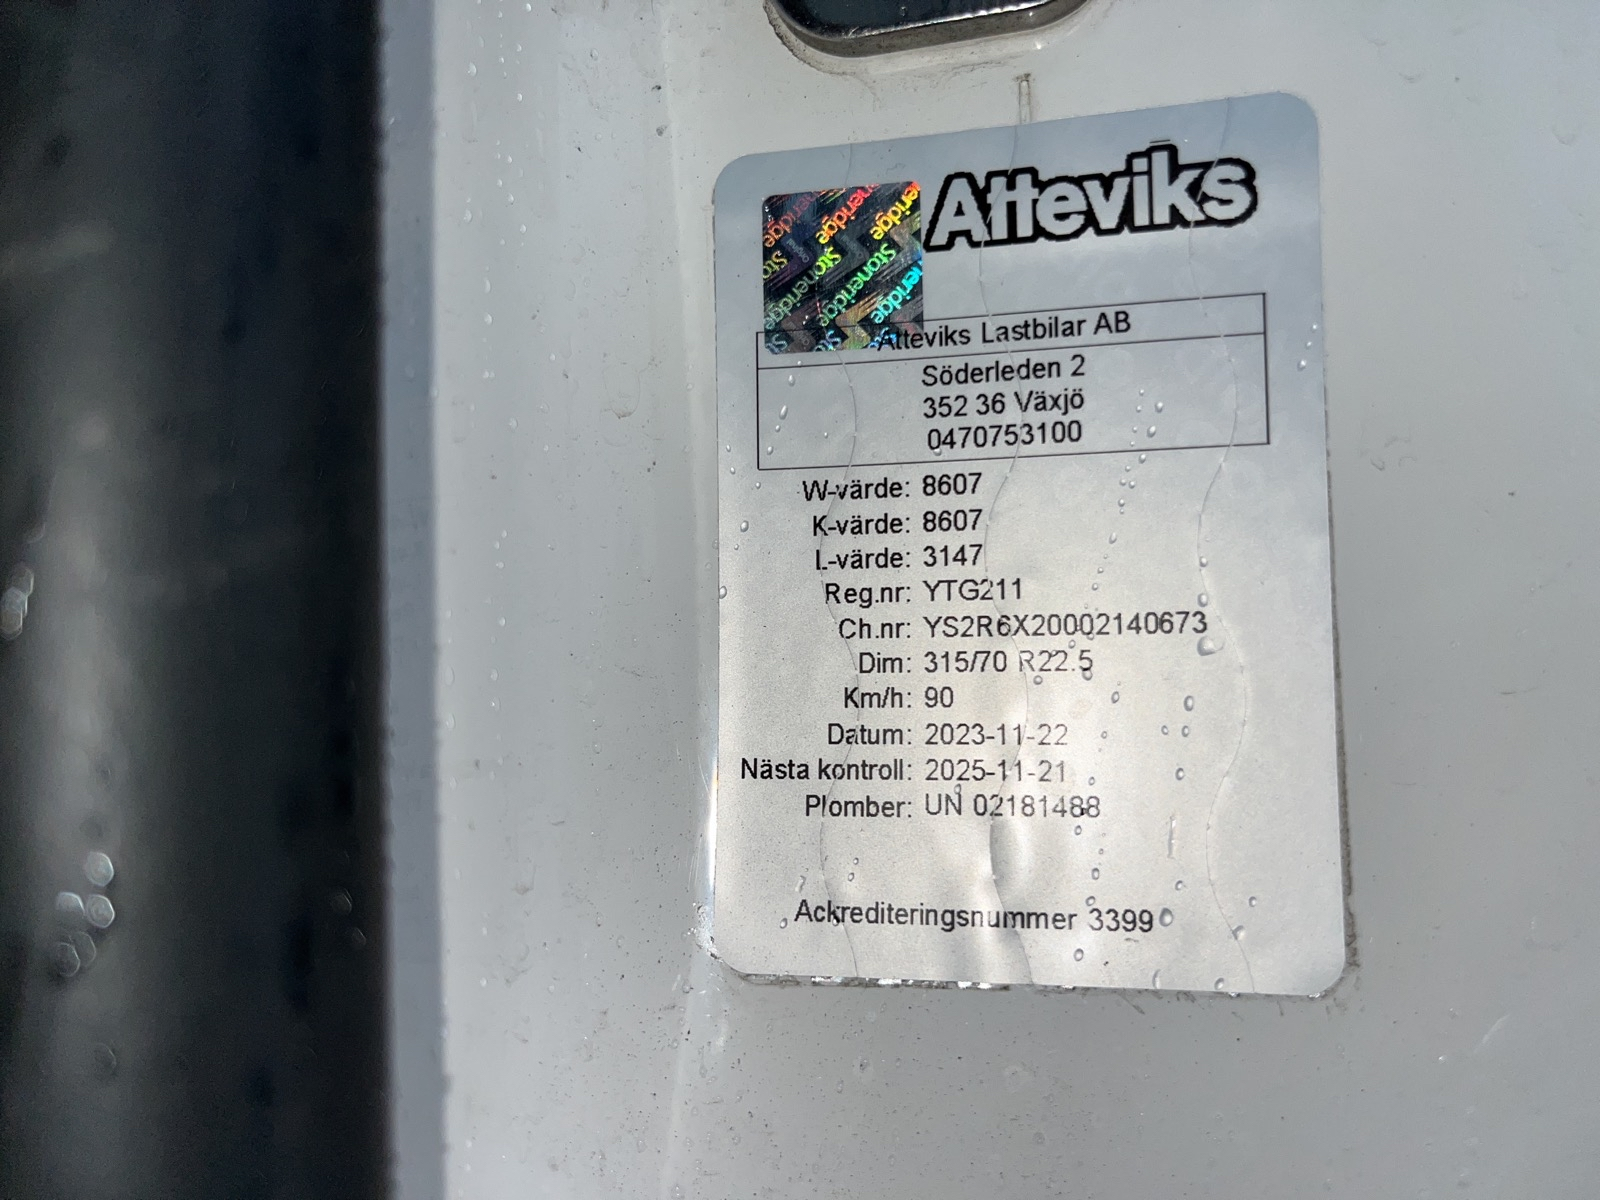 Atteviks
Stoneridge
Atteviks Lastbilar AB
Söderleden 2
352 36 Växjö
0470753100
W-värde: 8607
K-värde: 8607
L-värde: 3147
Reg.nr: YTG211
Ch.nr: YS2R6X20002140673
Dim: 315/70 R22.5
Km/h: 90
Datum: 2023-11-22
Nästa kontroll: 2025-11-21
Plomber: UN 02181488
Ackrediteringsnummer 3399